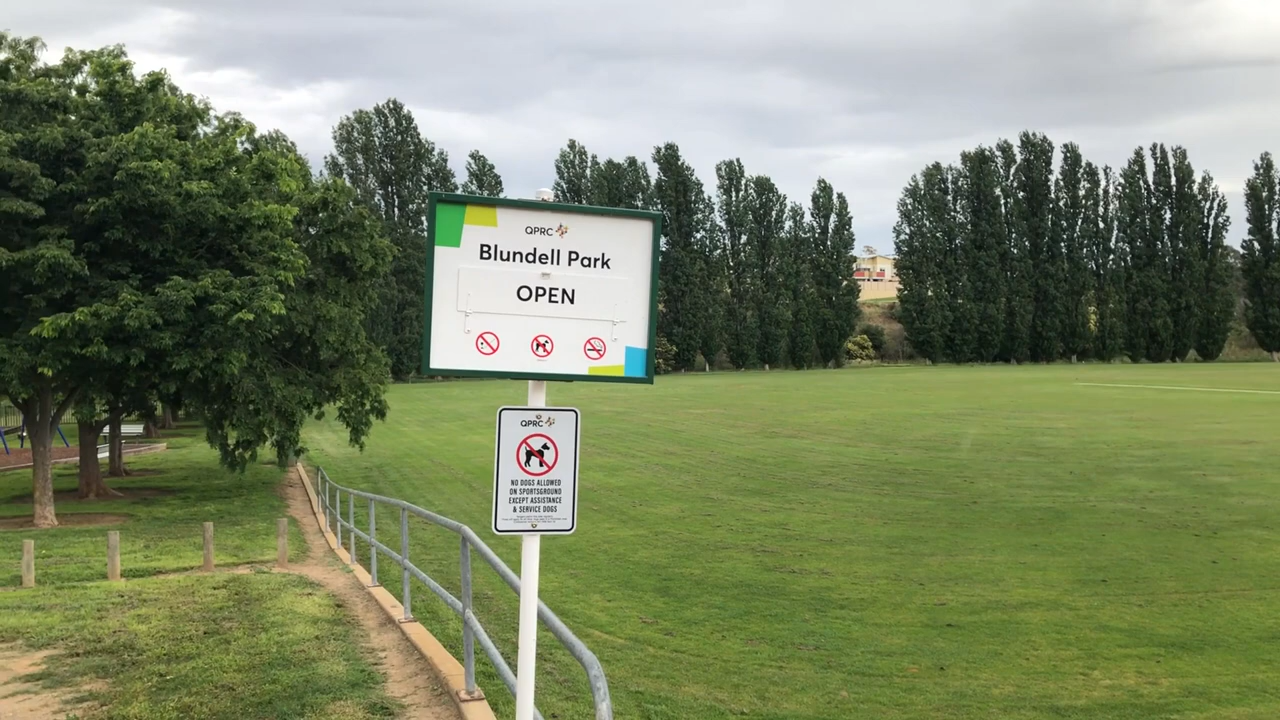 QPRC
Blundell Park
OPEN
QPRC
NO DOGS ALLOWED
ON SPORTSGROUND
EXCEPT ASSISTANCE
& SERVICE DOGS